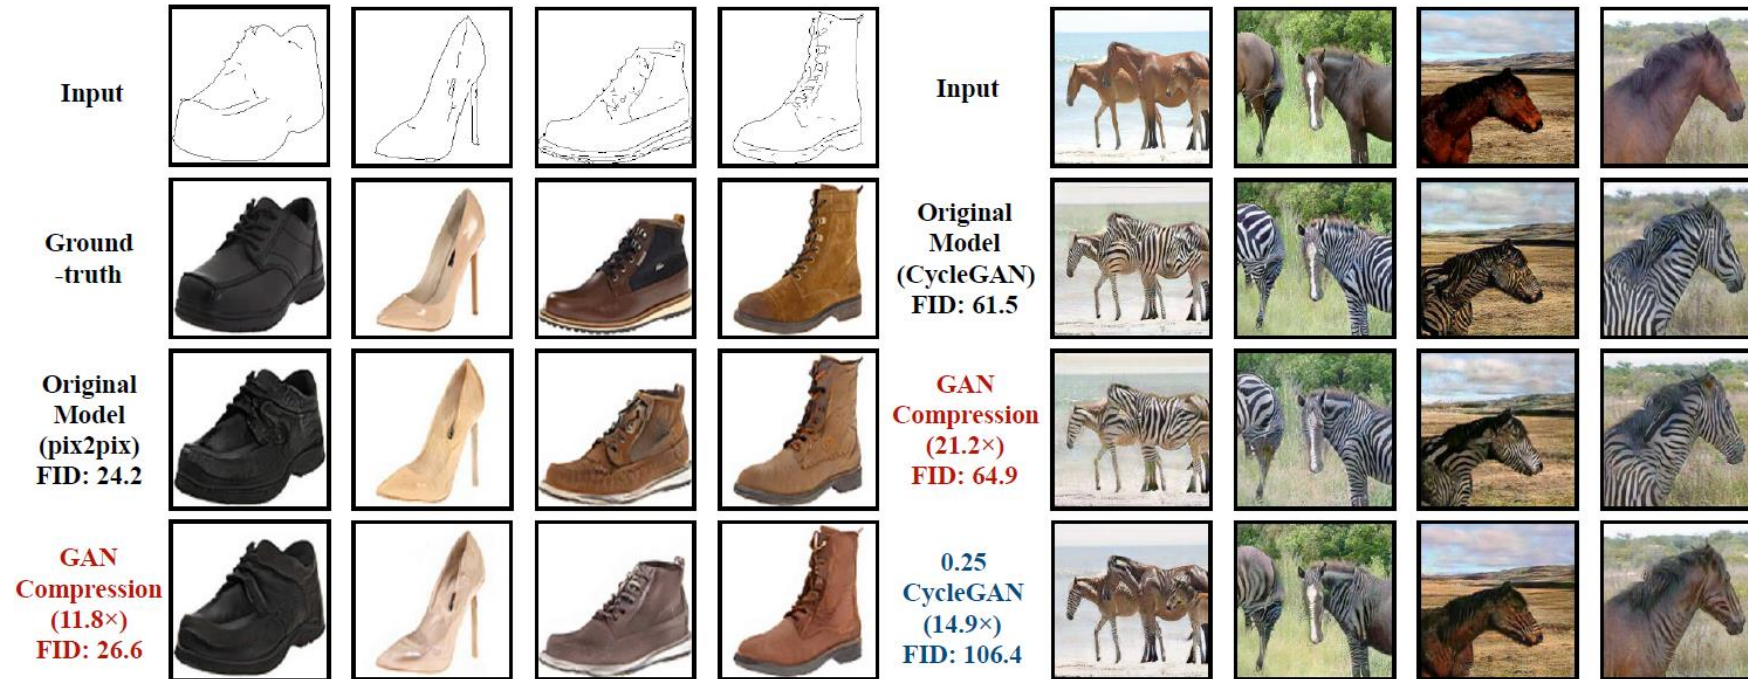 Input
Ground
-truth
Original
Model
(pix2pix)
FID: 24.2
GAN
Compression
(11.8×)
FID: 26.6
Input
Original
Model
(CycleGAN)
FID: 61.5
GAN
Compression
(21.2×)
FID: 64.9
0.25
CycleGAN
(14.9×)
FID: 106.4